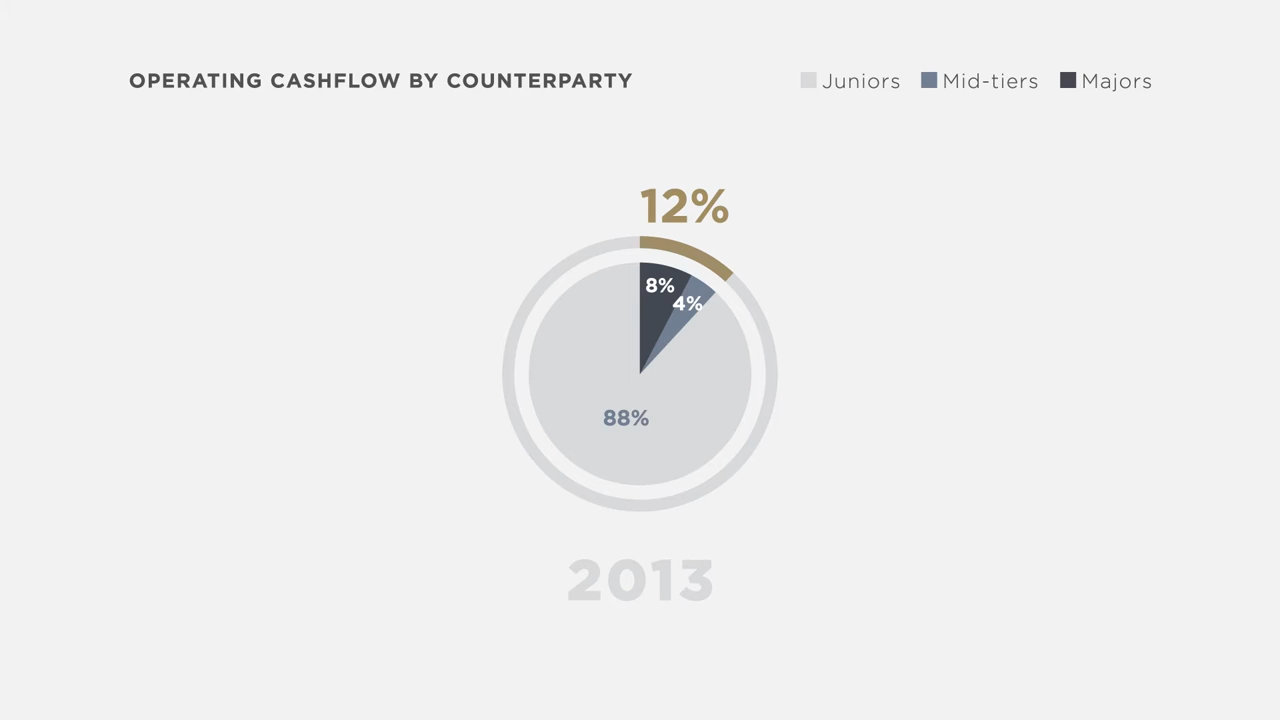 OPERATING CASHFLOW BY COUNTERPARTY
Juniors Mid-tiers Majors
12%
8%
4%
88%
2013